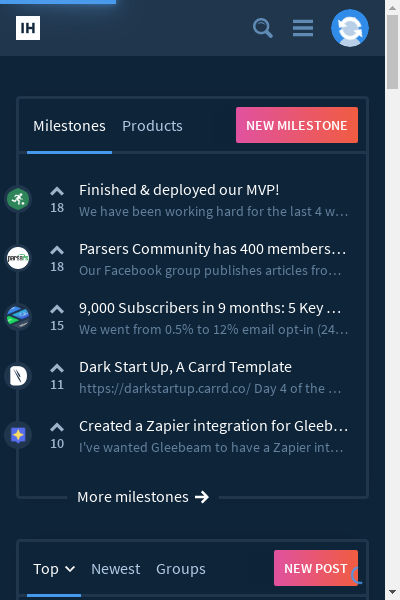 IH
Milestones Products NEW MILESTONE
Finished & deployed our MVP!
18
We have been working hard for the last 4 w…
Parsers Community has 400 members…
18
Our Facebook group publishes articles fro…
9,000 Subscribers in 9 months: 5 Key …
15
We went from 0.5% to 12% email opt-in (24…
Dark Start Up, A Carrd Template
11
https://darkstartup.carrd.co/ Day 4 of the …
Created a Zapier integration for Gleeb…
10
I've wanted Gleebeam to have a Zapier int…
More milestones
Top Newest Groups NEW POST